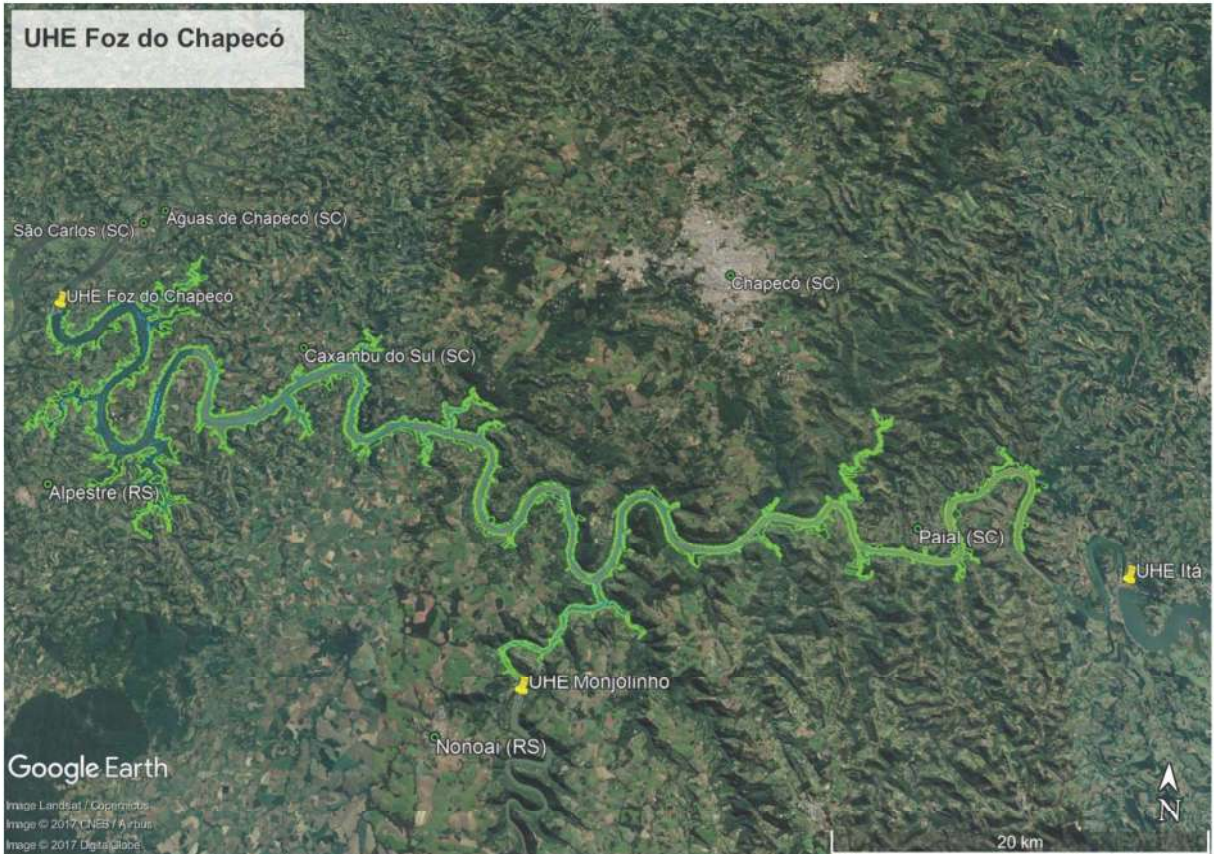 UHE Foz do Chapecó
Águas de Chapecó (SC)
São Carlos (SC)
Chapecó (SC)
UHE Foz do Chapecó
Caxambu do Sul (SC)
Alpestre (RS)
Paial (SC)
UHE Itá
UHE Monjolinho
Nonoai (RS)
Google Earth
Image Landsat / Copernicus
Image © 2017 CNES / Airbus
Image © 2017 DigitalGlobe
N
20 km